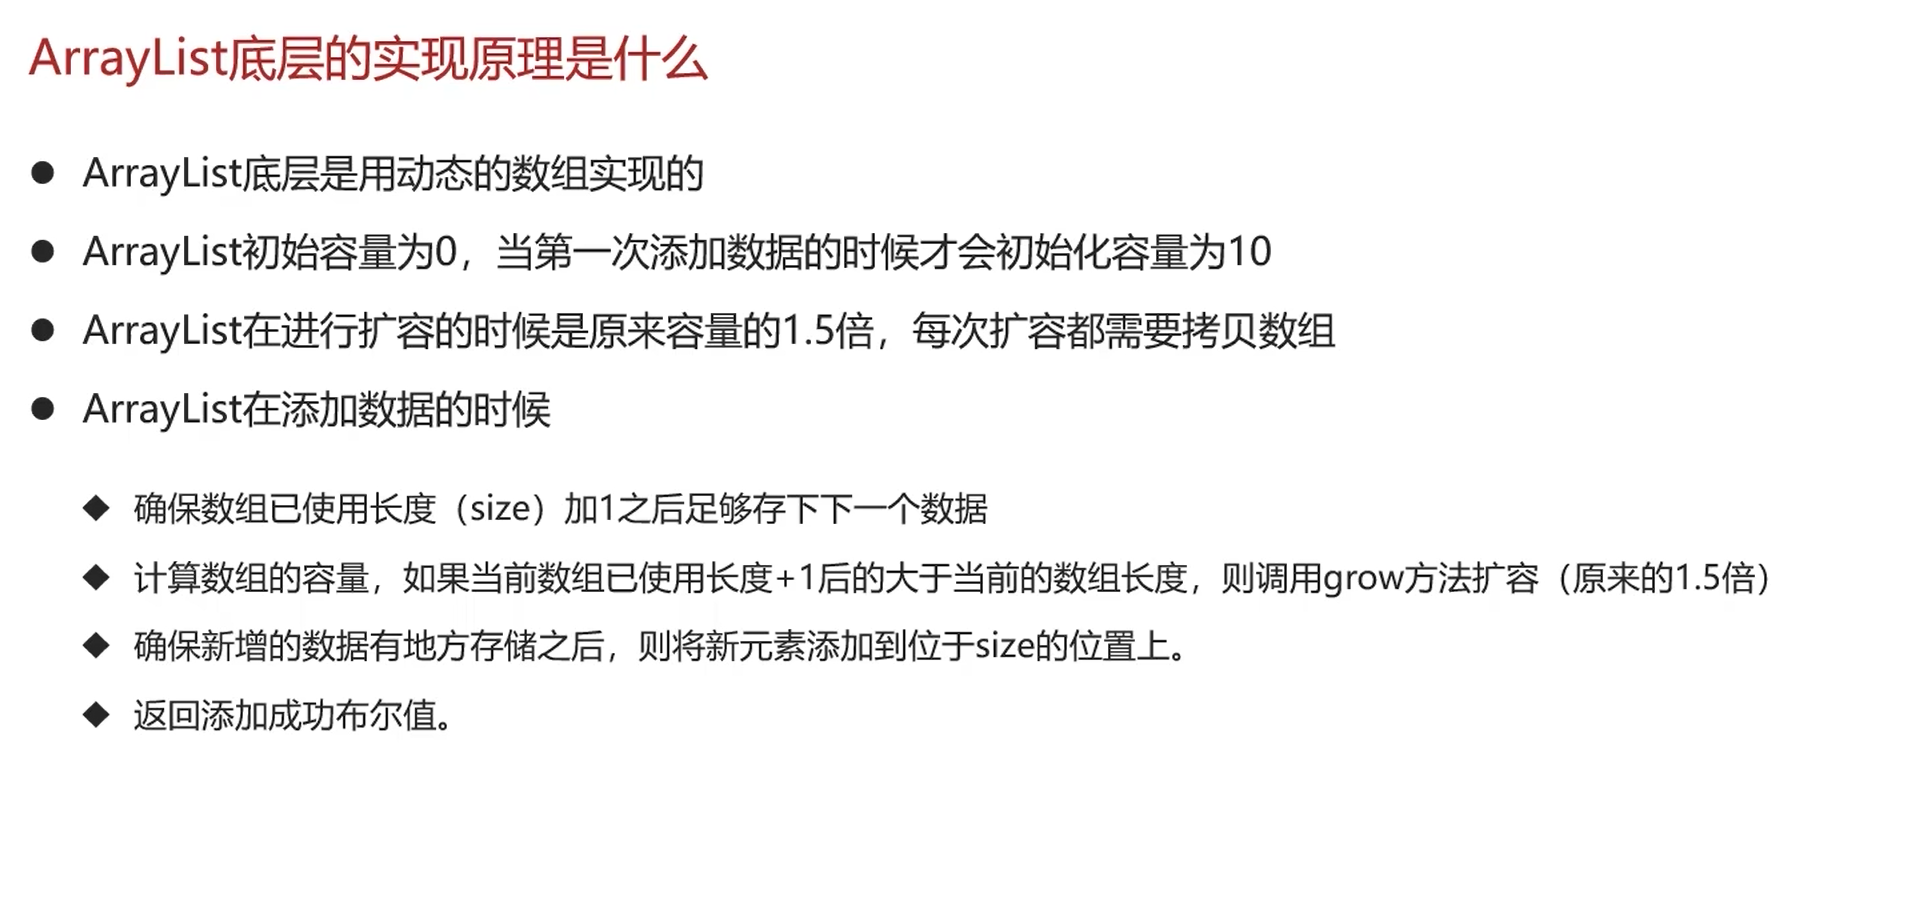 ArrayList底层的实现原理是什么
● ArrayList底层是用动态的数组实现的
● ArrayList初始容量为0，当第一次添加数据的时候才会初始化容量为10
● ArrayList在进行扩容的时候是原来容量的1.5倍，每次扩容都需要拷贝数组
● ArrayList在添加数据的时候
◆ 确保数组已使用长度（size）加1之后足够存下下一个数据
◆ 计算数组的容量，如果当前数组已使用长度+1后的大于当前的数组长度，则调用grow方法扩容（原来的1.5倍）
◆ 确保新增的数据有地方存储之后，则将新元素添加到位于size的位置上。
◆ 返回添加成功布尔值。